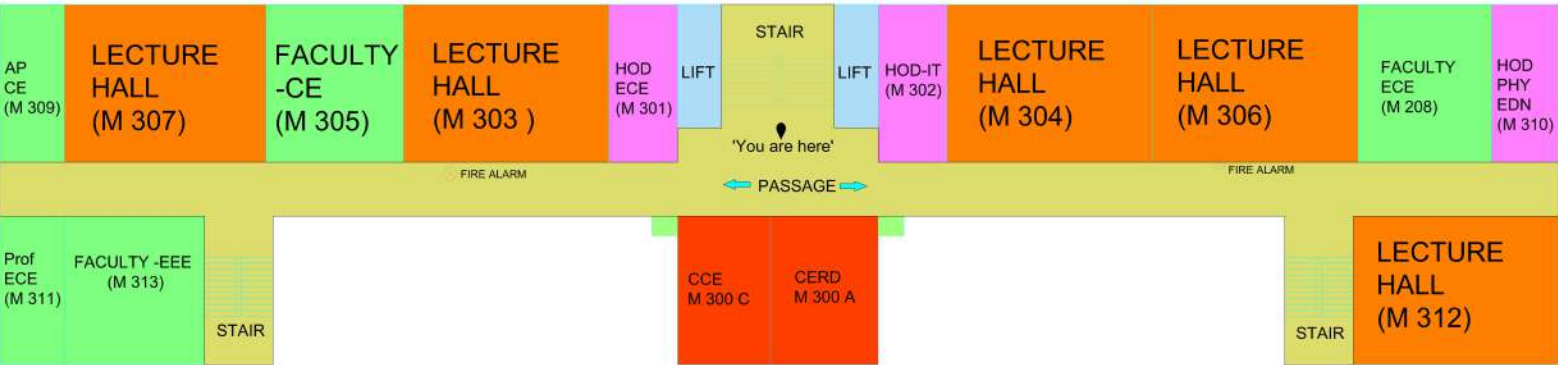 AP
CE
(M 309)
LECTURE
HALL
(M 307)
FACULTY
-CE
(M 305)
LECTURE
HALL
(M 303 )
HOD
ECE
(M 301)
LIFT
STAIR
LIFT
HOD-IT
(M 302)
LECTURE
HALL
(M 304)
LECTURE
HALL
(M 306)
FACULTY
ECE
(M 208)
HOD
PHY
EDN
(M 310)
'You are here'
FIRE ALARM
PASSAGE
FIRE ALARM
Prof
ECE
(M 311)
FACULTY -EEE
(M 313)
STAIR
CCE
M 300 C
CERD
M 300 A
STAIR
LECTURE
HALL
(M 312)